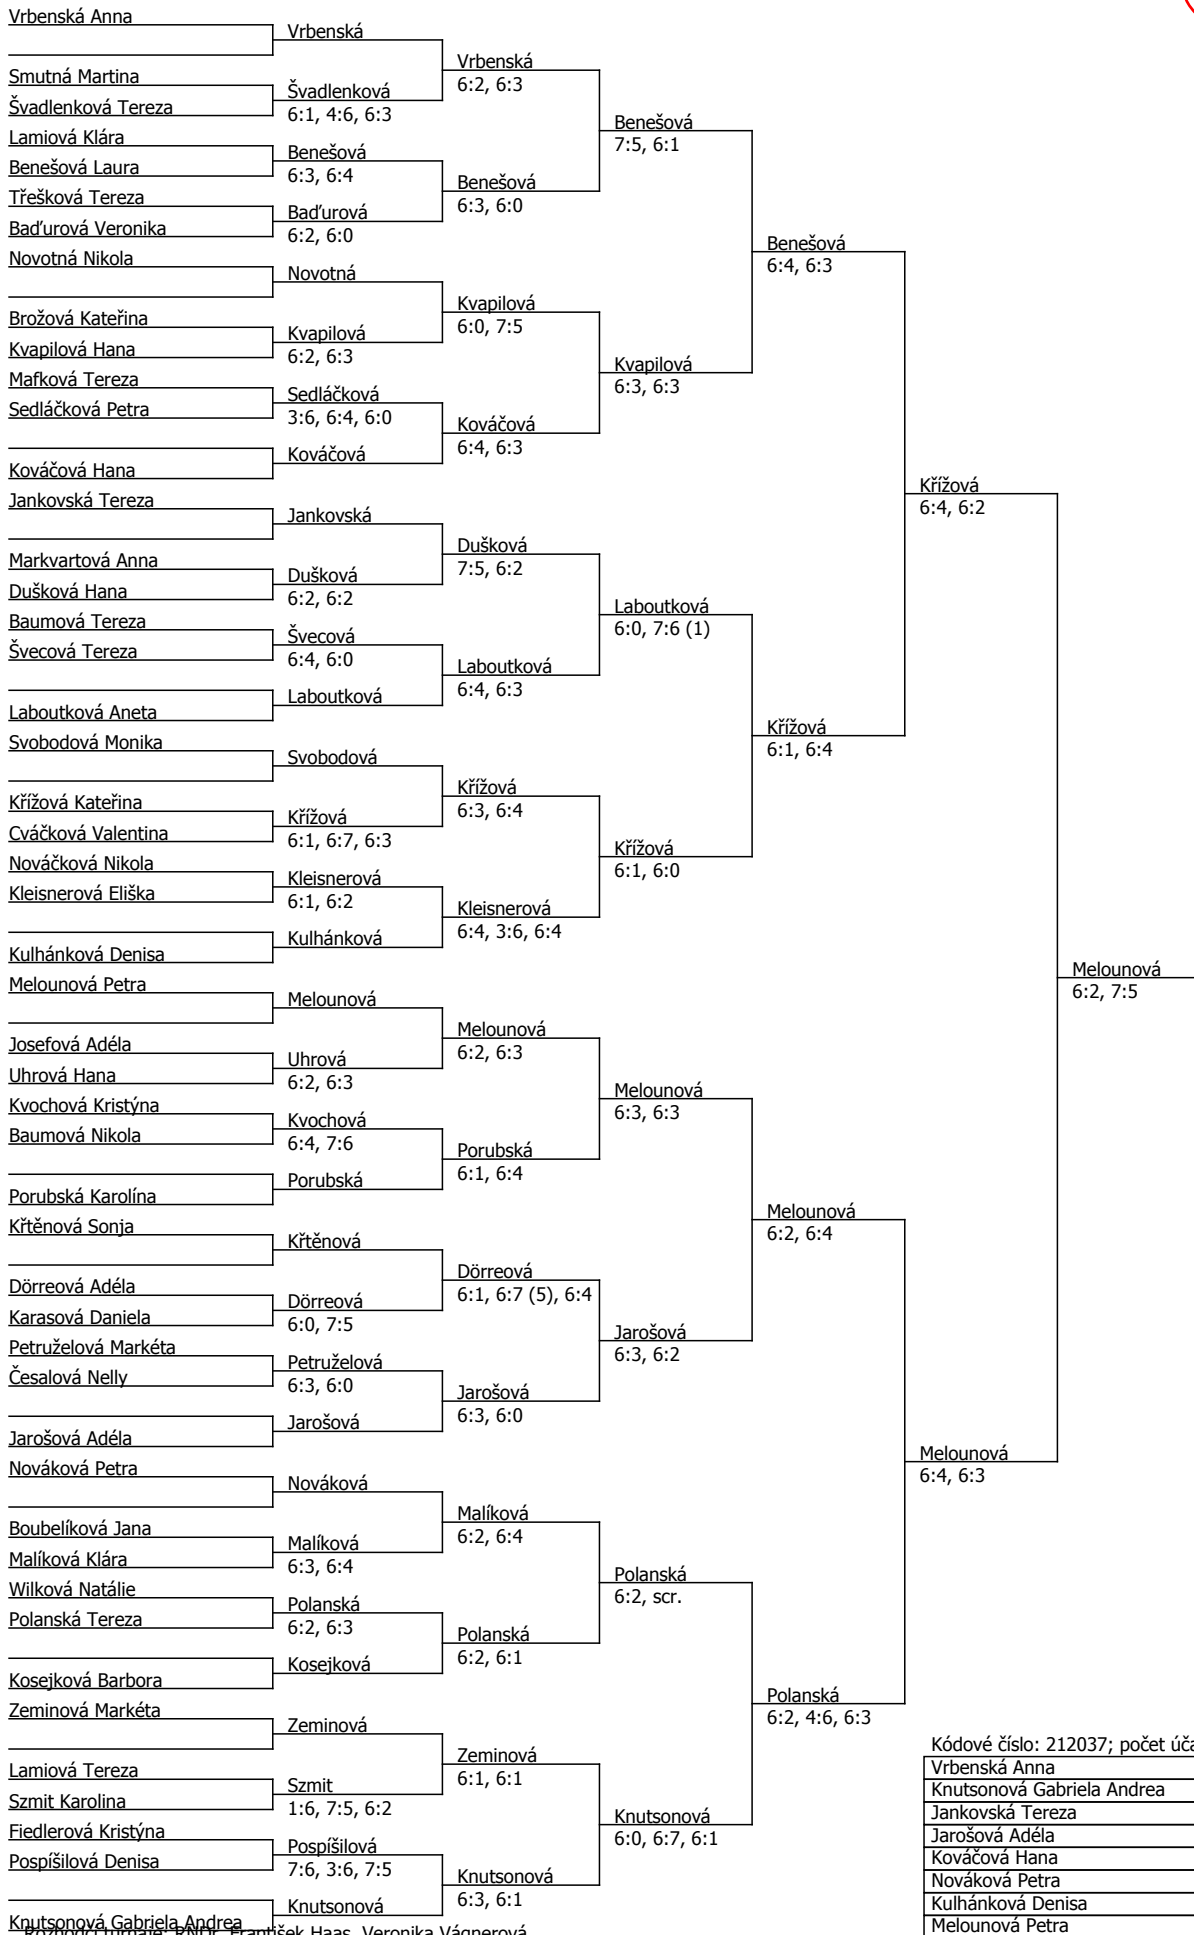 Vrbenská Anna
Smutná Martina
Švadlenková Tereza
Lamiová Klára
Benešová Laura
Třešková Tereza
Baďurová Veronika
Novotná Nikola
Brožová Kateřina
Kvapilová Hana
Mafková Tereza
Sedláčková Petra
Kováčová Hana
Jankovská Tereza
Markvartová Anna
Dušková Hana
Baumová Tereza
Švecová Tereza
Laboutková Aneta
Svobodová Monika
Křížová Kateřina
Cváčková Valentina
Nováčková Nikola
Kleisnerová Eliška
Kulhánková Denisa
Melounová Petra
Josefová Adéla
Uhrová Hana
Kvochová Kristýna
Baumová Nikola
Porubská Karolína
Křtěnová Sonja
Dörreová Adéla
Karasová Daniela
Petruželová Markéta
Česalová Nelly
Jarošová Adéla
Nováková Petra
Boubelíková Jana
Malíková Klára
Wilková Natálie
Polanská Tereza
Kosejková Barbora
Zeminová Markéta
Lamiová Tereza
Szmit Karolina
Fiedlerová Kristýna
Pospíšilová Denisa
Knutsonová Gabriela Andrea
Vrbenská
Švadlenková
6:1, 4:6, 6:3
Benešová
6:3, 6:4
Baďurová
6:2, 6:0
Novotná
Kvapilová
6:2, 6:3
Sedláčková
3:6, 6:4, 6:0
Kováčová
Jankovská
Dušková
6:2, 6:2
Švecová
6:4, 6:0
Laboutková
Svobodová
Křížová
6:1, 6:7, 6:3
Kleisnerová
6:1, 6:2
Kulhánková
Melounová
Uhrová
6:2, 6:3
Kvochová
6:4, 7:6
Porubská
Křtěnová
Dörreová
6:0, 7:5
Petruželová
6:3, 6:0
Jarošová
Nováková
Malíková
6:3, 6:4
Polanská
6:2, 6:3
Kosejková
Zeminová
Szmit
1:6, 7:5, 6:2
Pospíšilová
7:6, 3:6, 7:5
Knutsonová
Vrbenská
6:2, 6:3
Benešová
6:3, 6:0
Kvapilová
6:0, 7:5
Kováčová
6:4, 6:3
Dušková
7:5, 6:2
Laboutková
6:4, 6:3
Křížová
6:3, 6:4
Kleisnerová
6:4, 3:6, 6:4
Melounová
6:2, 6:3
Porubská
6:1, 6:4
Dörreová
6:1, 6:7 (5), 6:4
Jarošová
6:3, 6:0
Malíková
6:2, 6:4
Polanská
6:2, 6:1
Zeminová
6:1, 6:1
Knutsonová
6:3, 6:1
Benešová
7:5, 6:1
Kvapilová
6:3, 6:3
Laboutková
6:0, 7:6 (1)
Křížová
6:1, 6:0
Melounová
6:3, 6:3
Jarošová
6:3, 6:2
Polanská
6:2, scr.
Knutsonová
6:0, 6:7, 6:1
Benešová
6:4, 6:3
Křížová
6:1, 6:4
Melounová
6:2, 6:4
Polanská
6:2, 4:6, 6:3
Křížová
6:4, 6:2
Melounová
6:4, 6:3
Melounová
6:2, 7:5
Rozhodčí turnaje: RNDr. František Haas, Veronika Vágnerová
Kódové číslo: 212037; počet úča
Vrbenská Anna
Knutsonová Gabriela Andrea
Jankovská Tereza
Jarošová Adéla
Kováčová Hana
Nováková Petra
Kulhánková Denisa
Melounová Petra